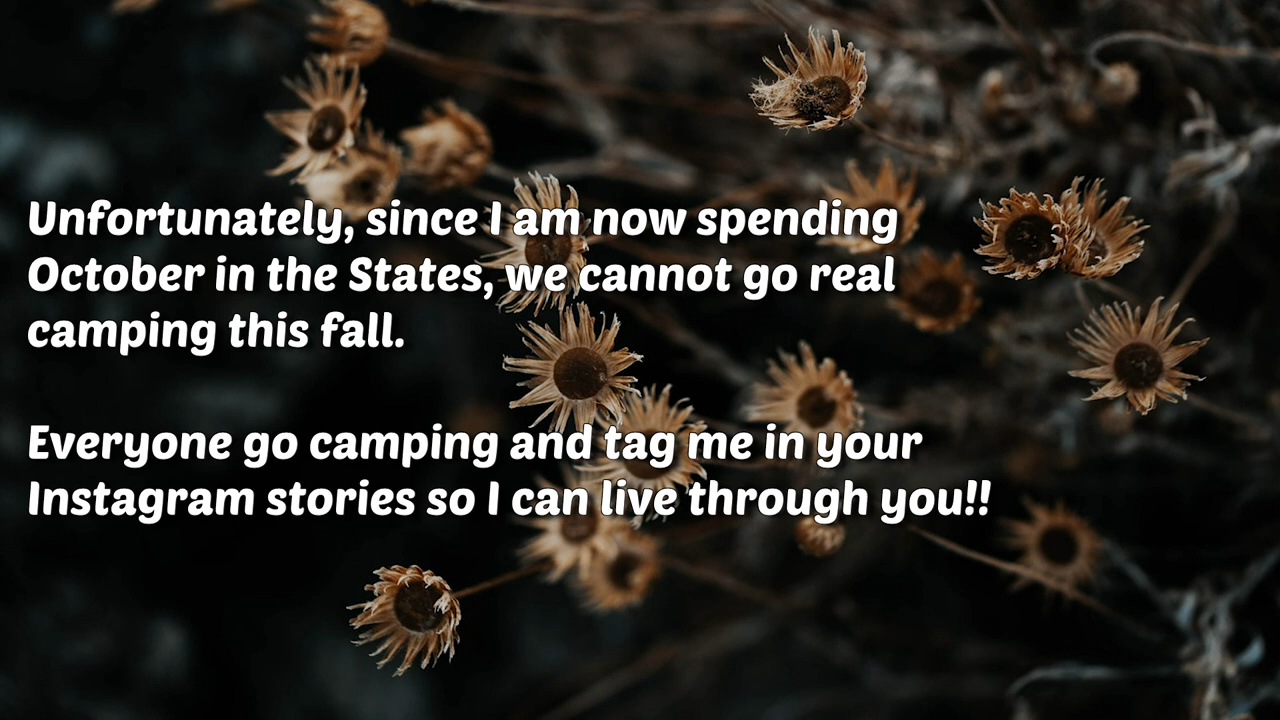 Unfortunately, since I am now spending
October in the States, we cannot go real
camping this fall.
Everyone go camping and tag me in your
Instagram stories so I can live through you!!